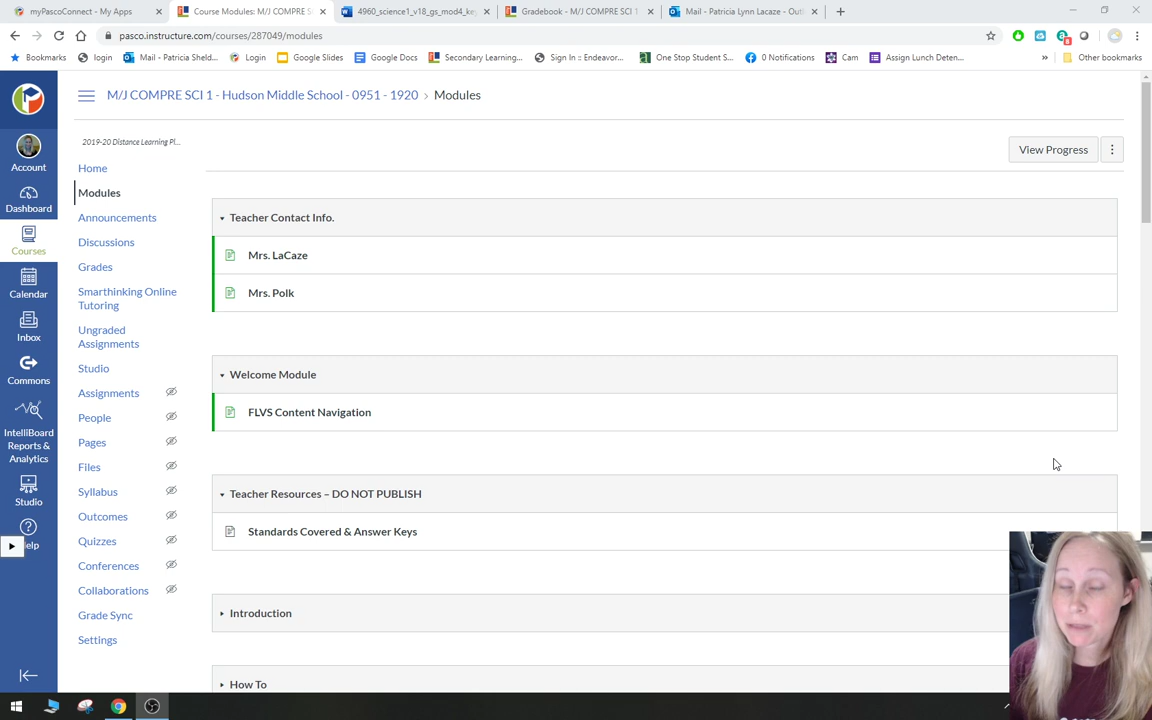 myPascoConnect - My Apps
Course Modules: M/J COMPRE S
4960_science1_v18_gs_mod4_ke
Gradebook - M/J COMPRE SCI 1
Mail - Patricia Lynn Lacaze - Out
pasco.instructure.com/courses/287049/modules
Bookmarks
login
Mail - Patricia Sheld...
Login
Google Slides
Google Docs
Secondary Learning...
Sign In :: Endeavor...
One Stop Student S...
0 Notifications
Cam
Assign Lunch Deten...
»
Other bookmarks
M/J COMPRE SCI 1 - Hudson Middle School - 0951 - 1920 › Modules
2019-20 Distance Learning Pl...
View Progress
Account
Dashboard
Courses
Calendar
Inbox
Commons
IntelliBoard
Reports &
Analytics
Studio
elp
Home
Modules
Announcements
Discussions
Grades
Smarthinking Online
Tutoring
Ungraded
Assignments
Studio
Assignments
People
Pages
Files
Syllabus
Outcomes
Quizzes
Conferences
Collaborations
Grade Sync
Settings
Teacher Contact Info.
Mrs. LaCaze
Mrs. Polk
Welcome Module
FLVS Content Navigation
Teacher Resources – DO NOT PUBLISH
Standards Covered & Answer Keys
Introduction
How To